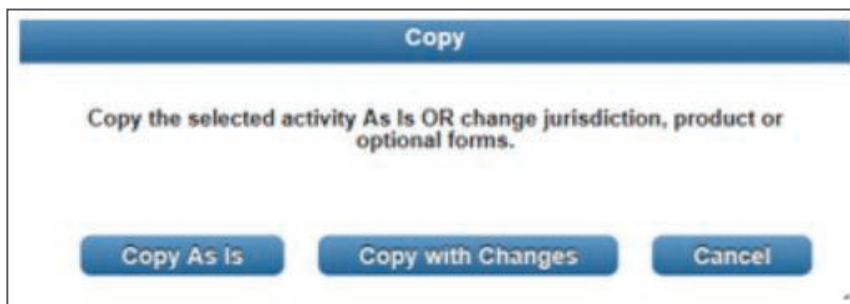 Copy
Copy the selected activity As Is OR change jurisdiction, product or
optional forms.
Copy As Is
Copy with Changes
Cancel